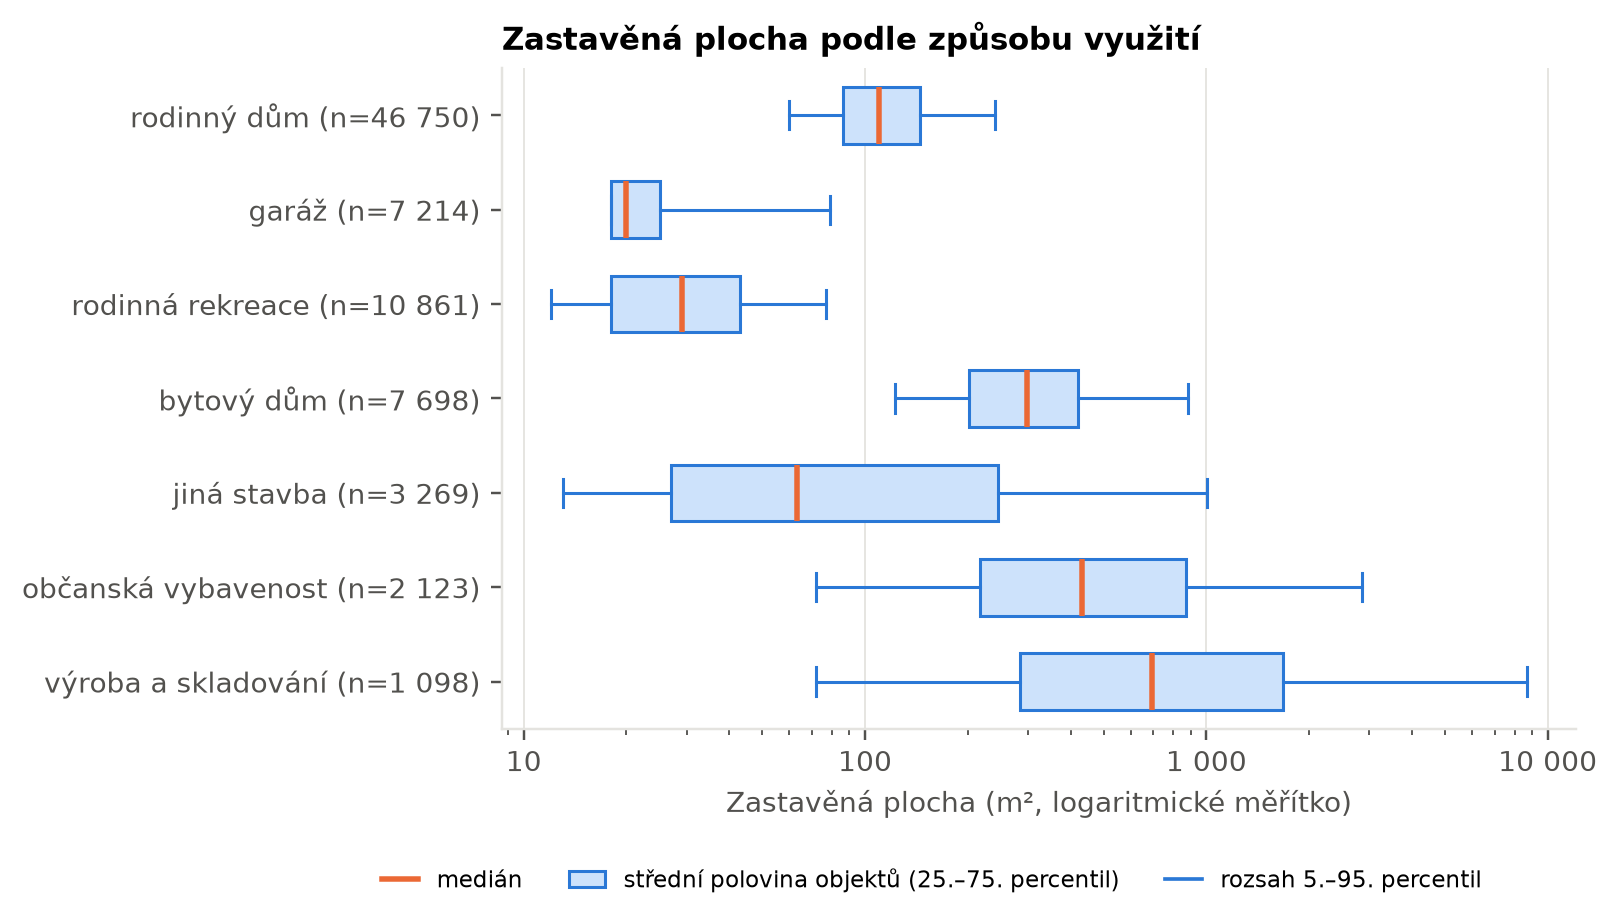 Zastavěná plocha podle způsobu využití
rodinný dům (n=46 750)
garáž (n=7 214)
rodinná rekreace (n=10 861)
bytový dům (n=7 698)
jiná stavba (n=3 269)
občanská vybavenost (n=2 123)
výroba a skladování (n=1 098)
10 100 1 000 10 000
Zastavěná plocha (m², logaritmické měřítko)
medián střední polovina objektů (25.–75. percentil) rozsah 5.–95. percentil